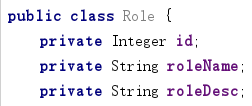 public class Role {
private Integer id;
private String roleName;
private String roleDesc;